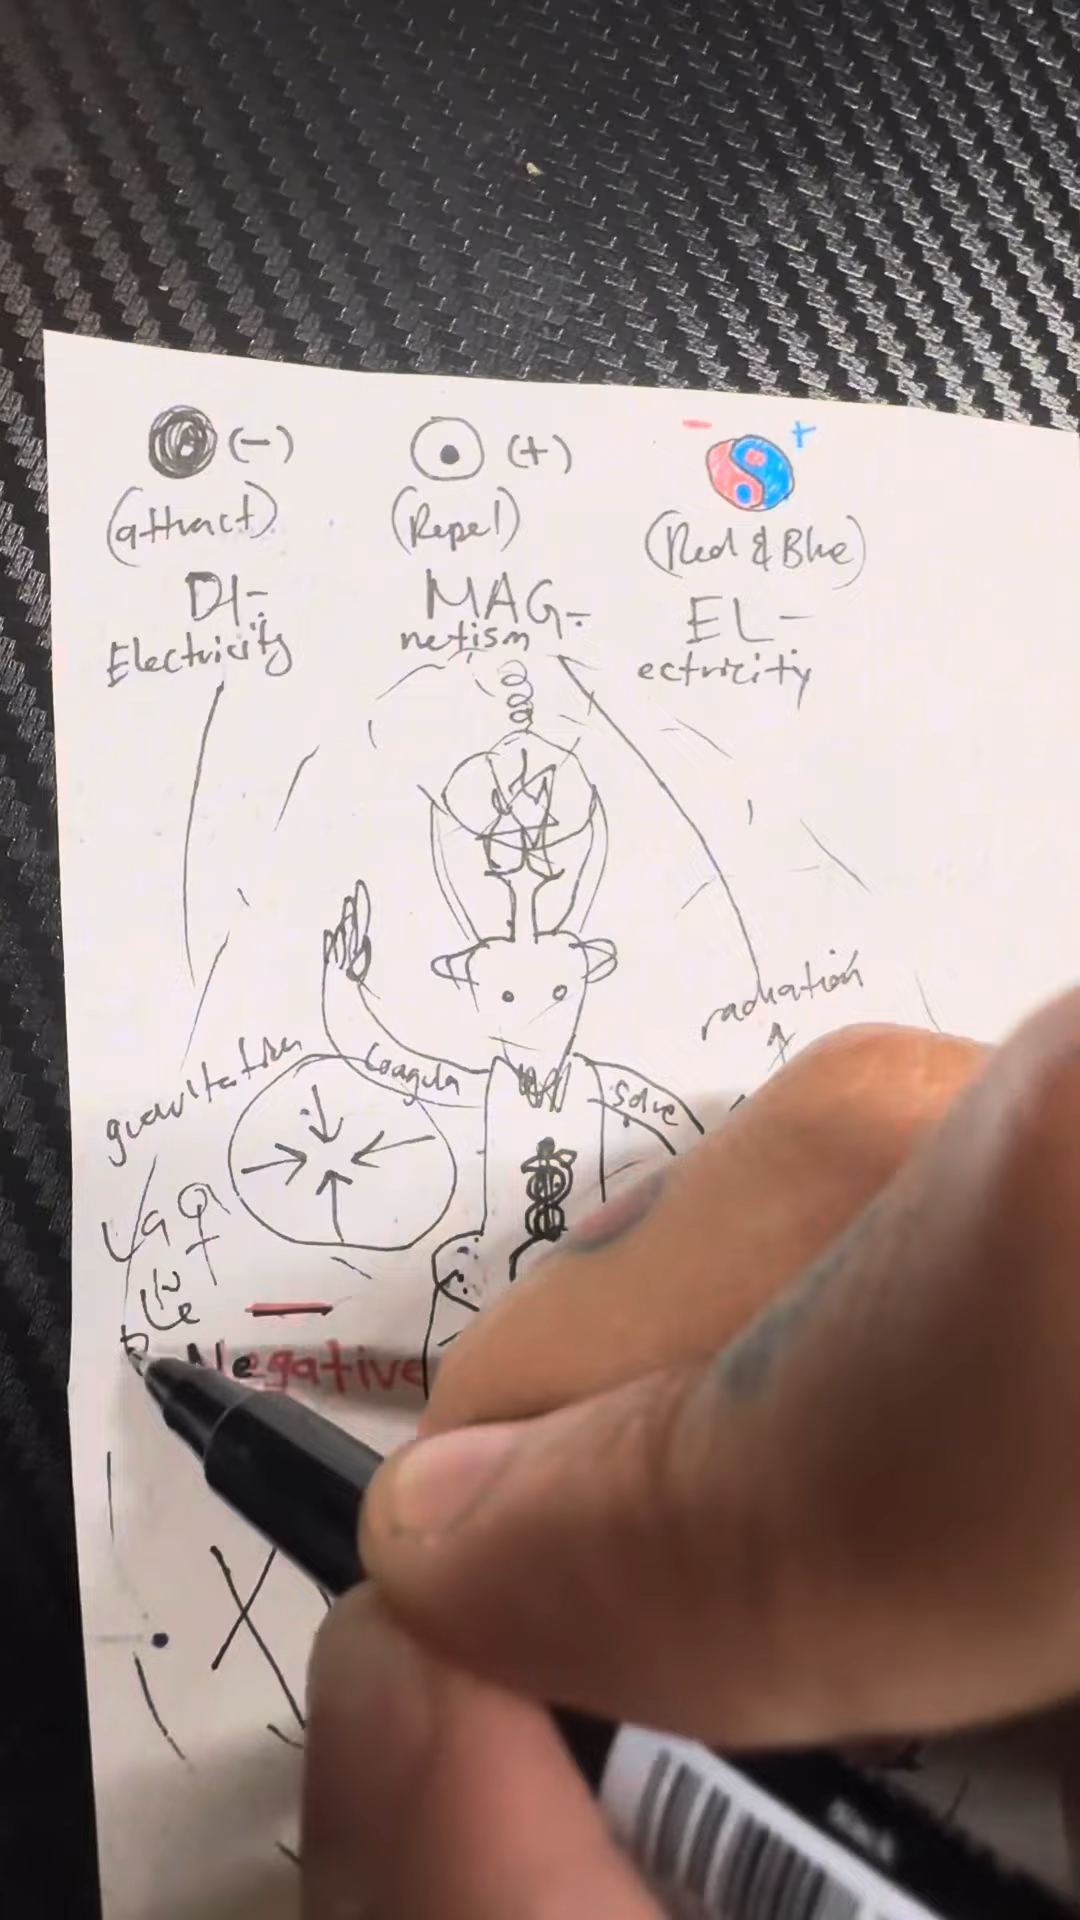 (-) (+) - +
(attract) (Repel) (Red & Blue)
DI- MAG- EL-
Electricity netism ectricity
radiation
gravitation
Coagula Solve
Negative